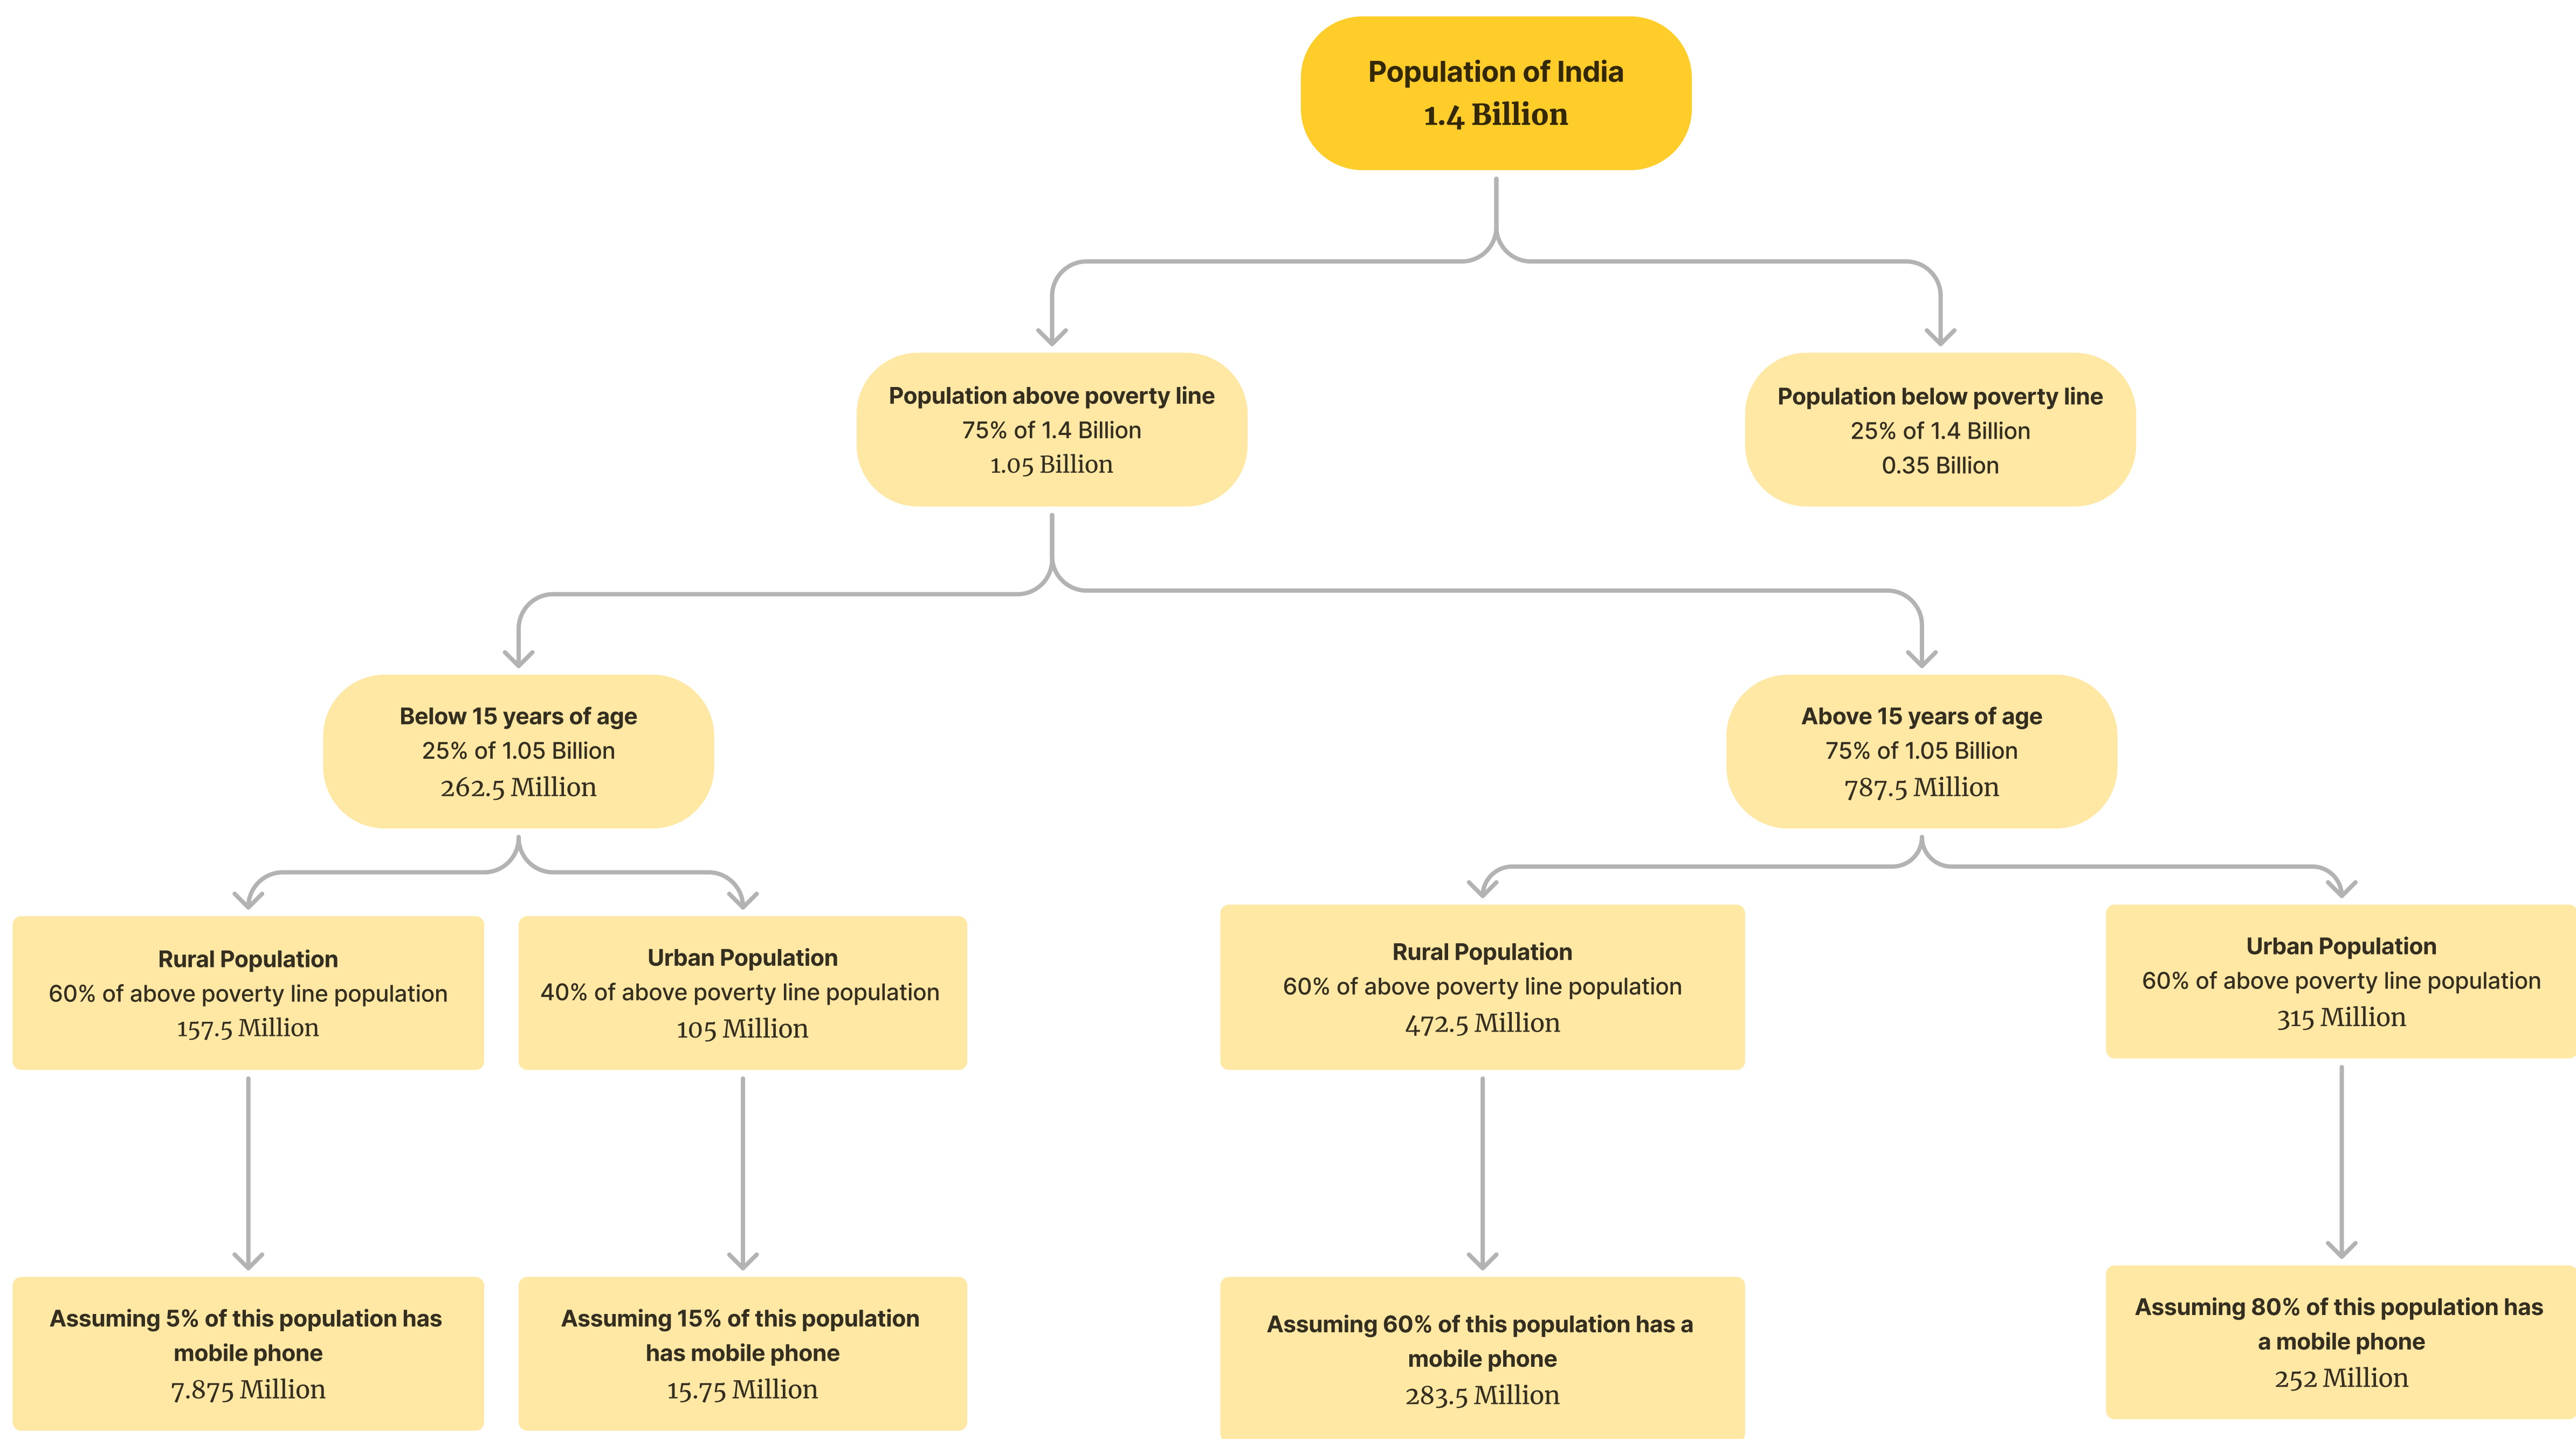 Population of India
1.4 Billion
Population above poverty line
75% of 1.4 Billion
1.05 Billion
Population below poverty line
25% of 1.4 Billion
0.35 Billion
Below 15 years of age
25% of 1.05 Billion
262.5 Million
Above 15 years of age
75% of 1.05 Billion
787.5 Million
Rural Population
60% of above poverty line population
157.5 Million
Urban Population
40% of above poverty line population
105 Million
Rural Population
60% of above poverty line population
472.5 Million
Urban Population
60% of above poverty line population
315 Million
Assuming 5% of this population has
mobile phone
7.875 Million
Assuming 15% of this population
has mobile phone
15.75 Million
Assuming 60% of this population has a
mobile phone
283.5 Million
Assuming 80% of this population has
a mobile phone
252 Million